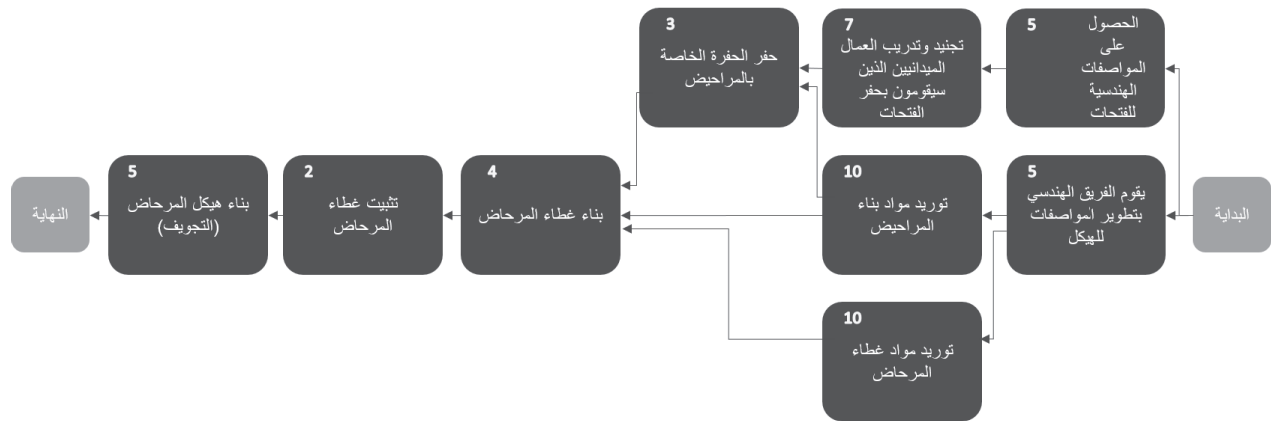 البداية
5
الحصول
على
المواصفات
الهندسية
للفتحات
7
تجنيد وتدريب العمال
الميدانيين الذين
سيقومون بحفر
الفتحات
3
حفر الحفرة الخاصة
بالمراحيض
5
يقوم الفريق الهندسي
بتطوير المواصفات
للهيكل
10
توريد مواد بناء
المراحيض
10
توريد مواد غطاء
المرحاض
4
بناء غطاء المرحاض
2
تثبيت غطاء
المرحاض
5
بناء هيكل المرحاض
(التجويف)
النهاية